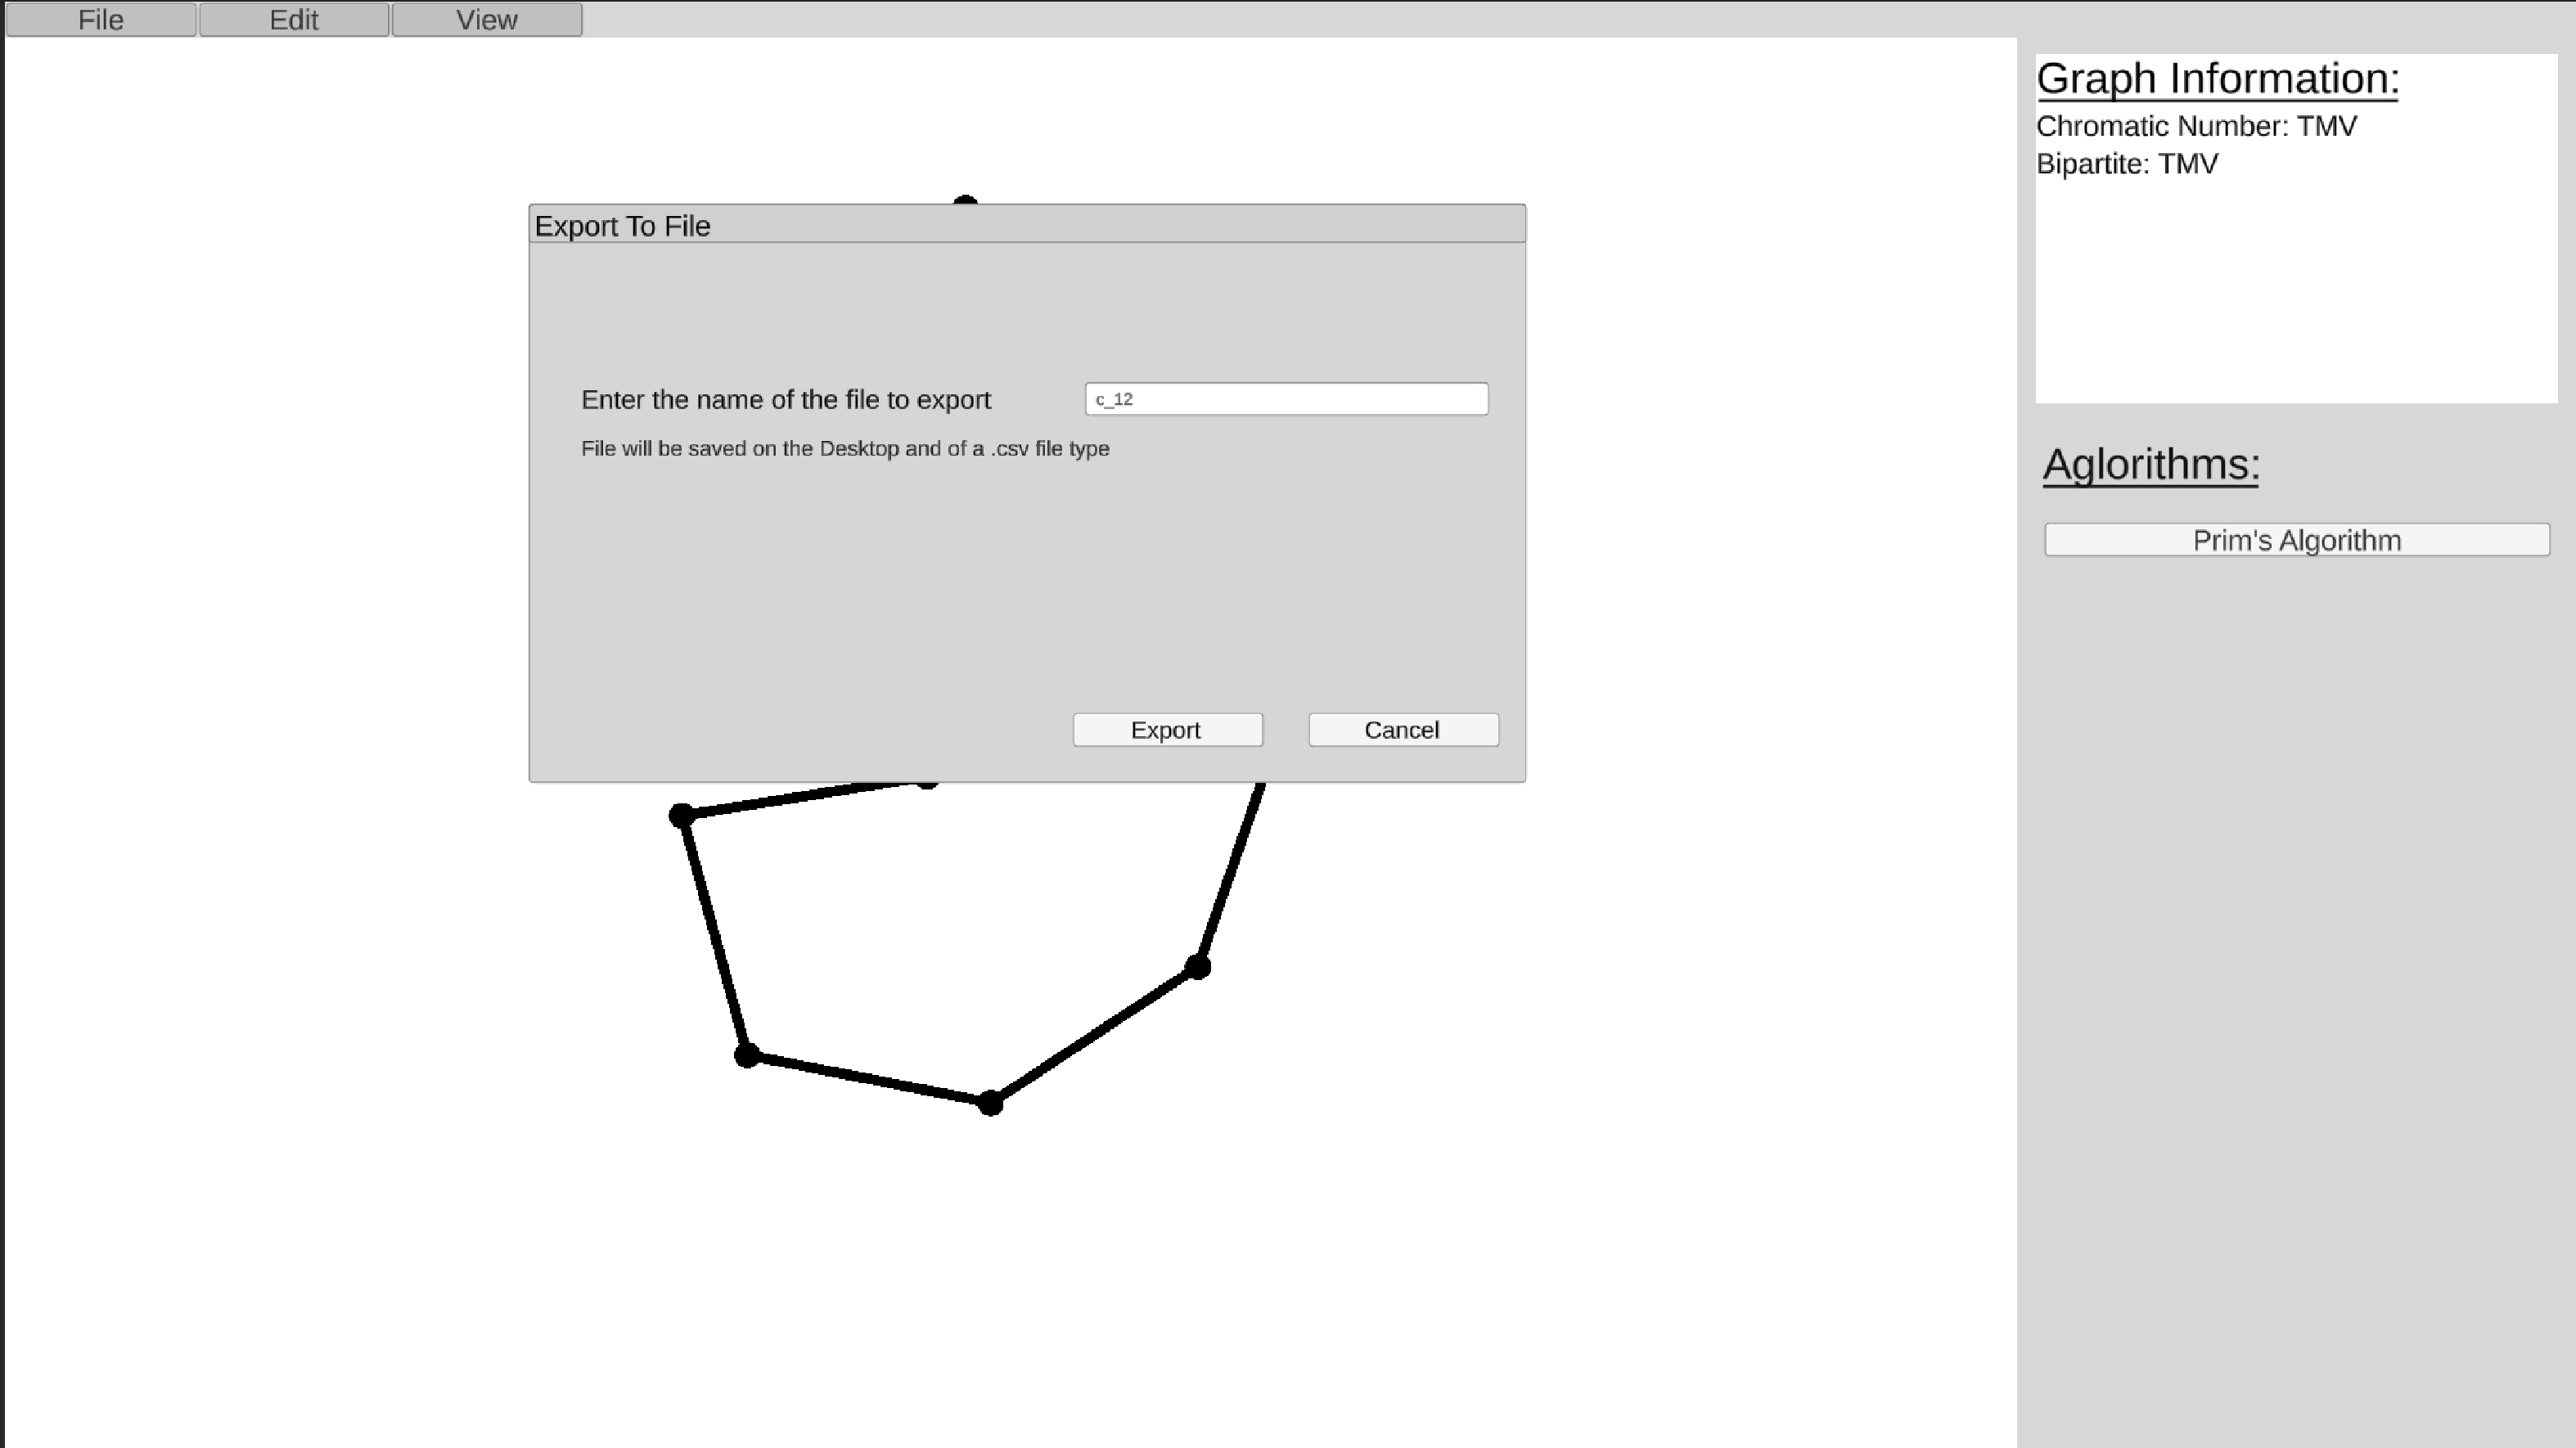 File Edit View
Graph Information:
Chromatic Number: TMV
Bipartite: TMV
Export To File
Enter the name of the file to export c_12
File will be saved on the Desktop and of a .csv file type
Export Cancel
Aglorithms:
Prim's Algorithm